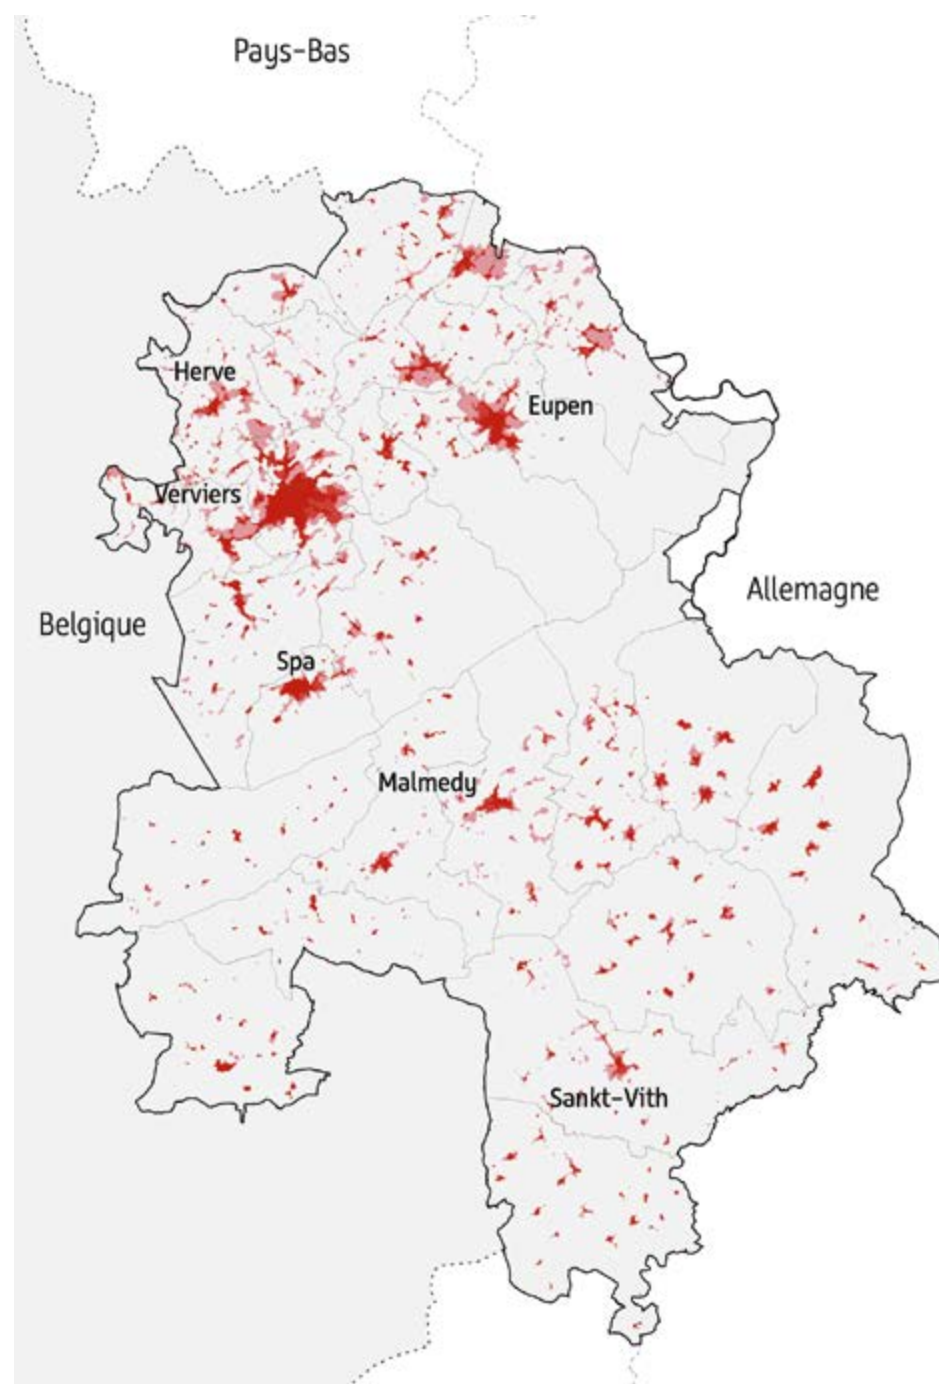 Pays-Bas
Herve
Eupen
Verviers
Allemagne
Belgique
Spa
Malmedy
Sankt-Vith